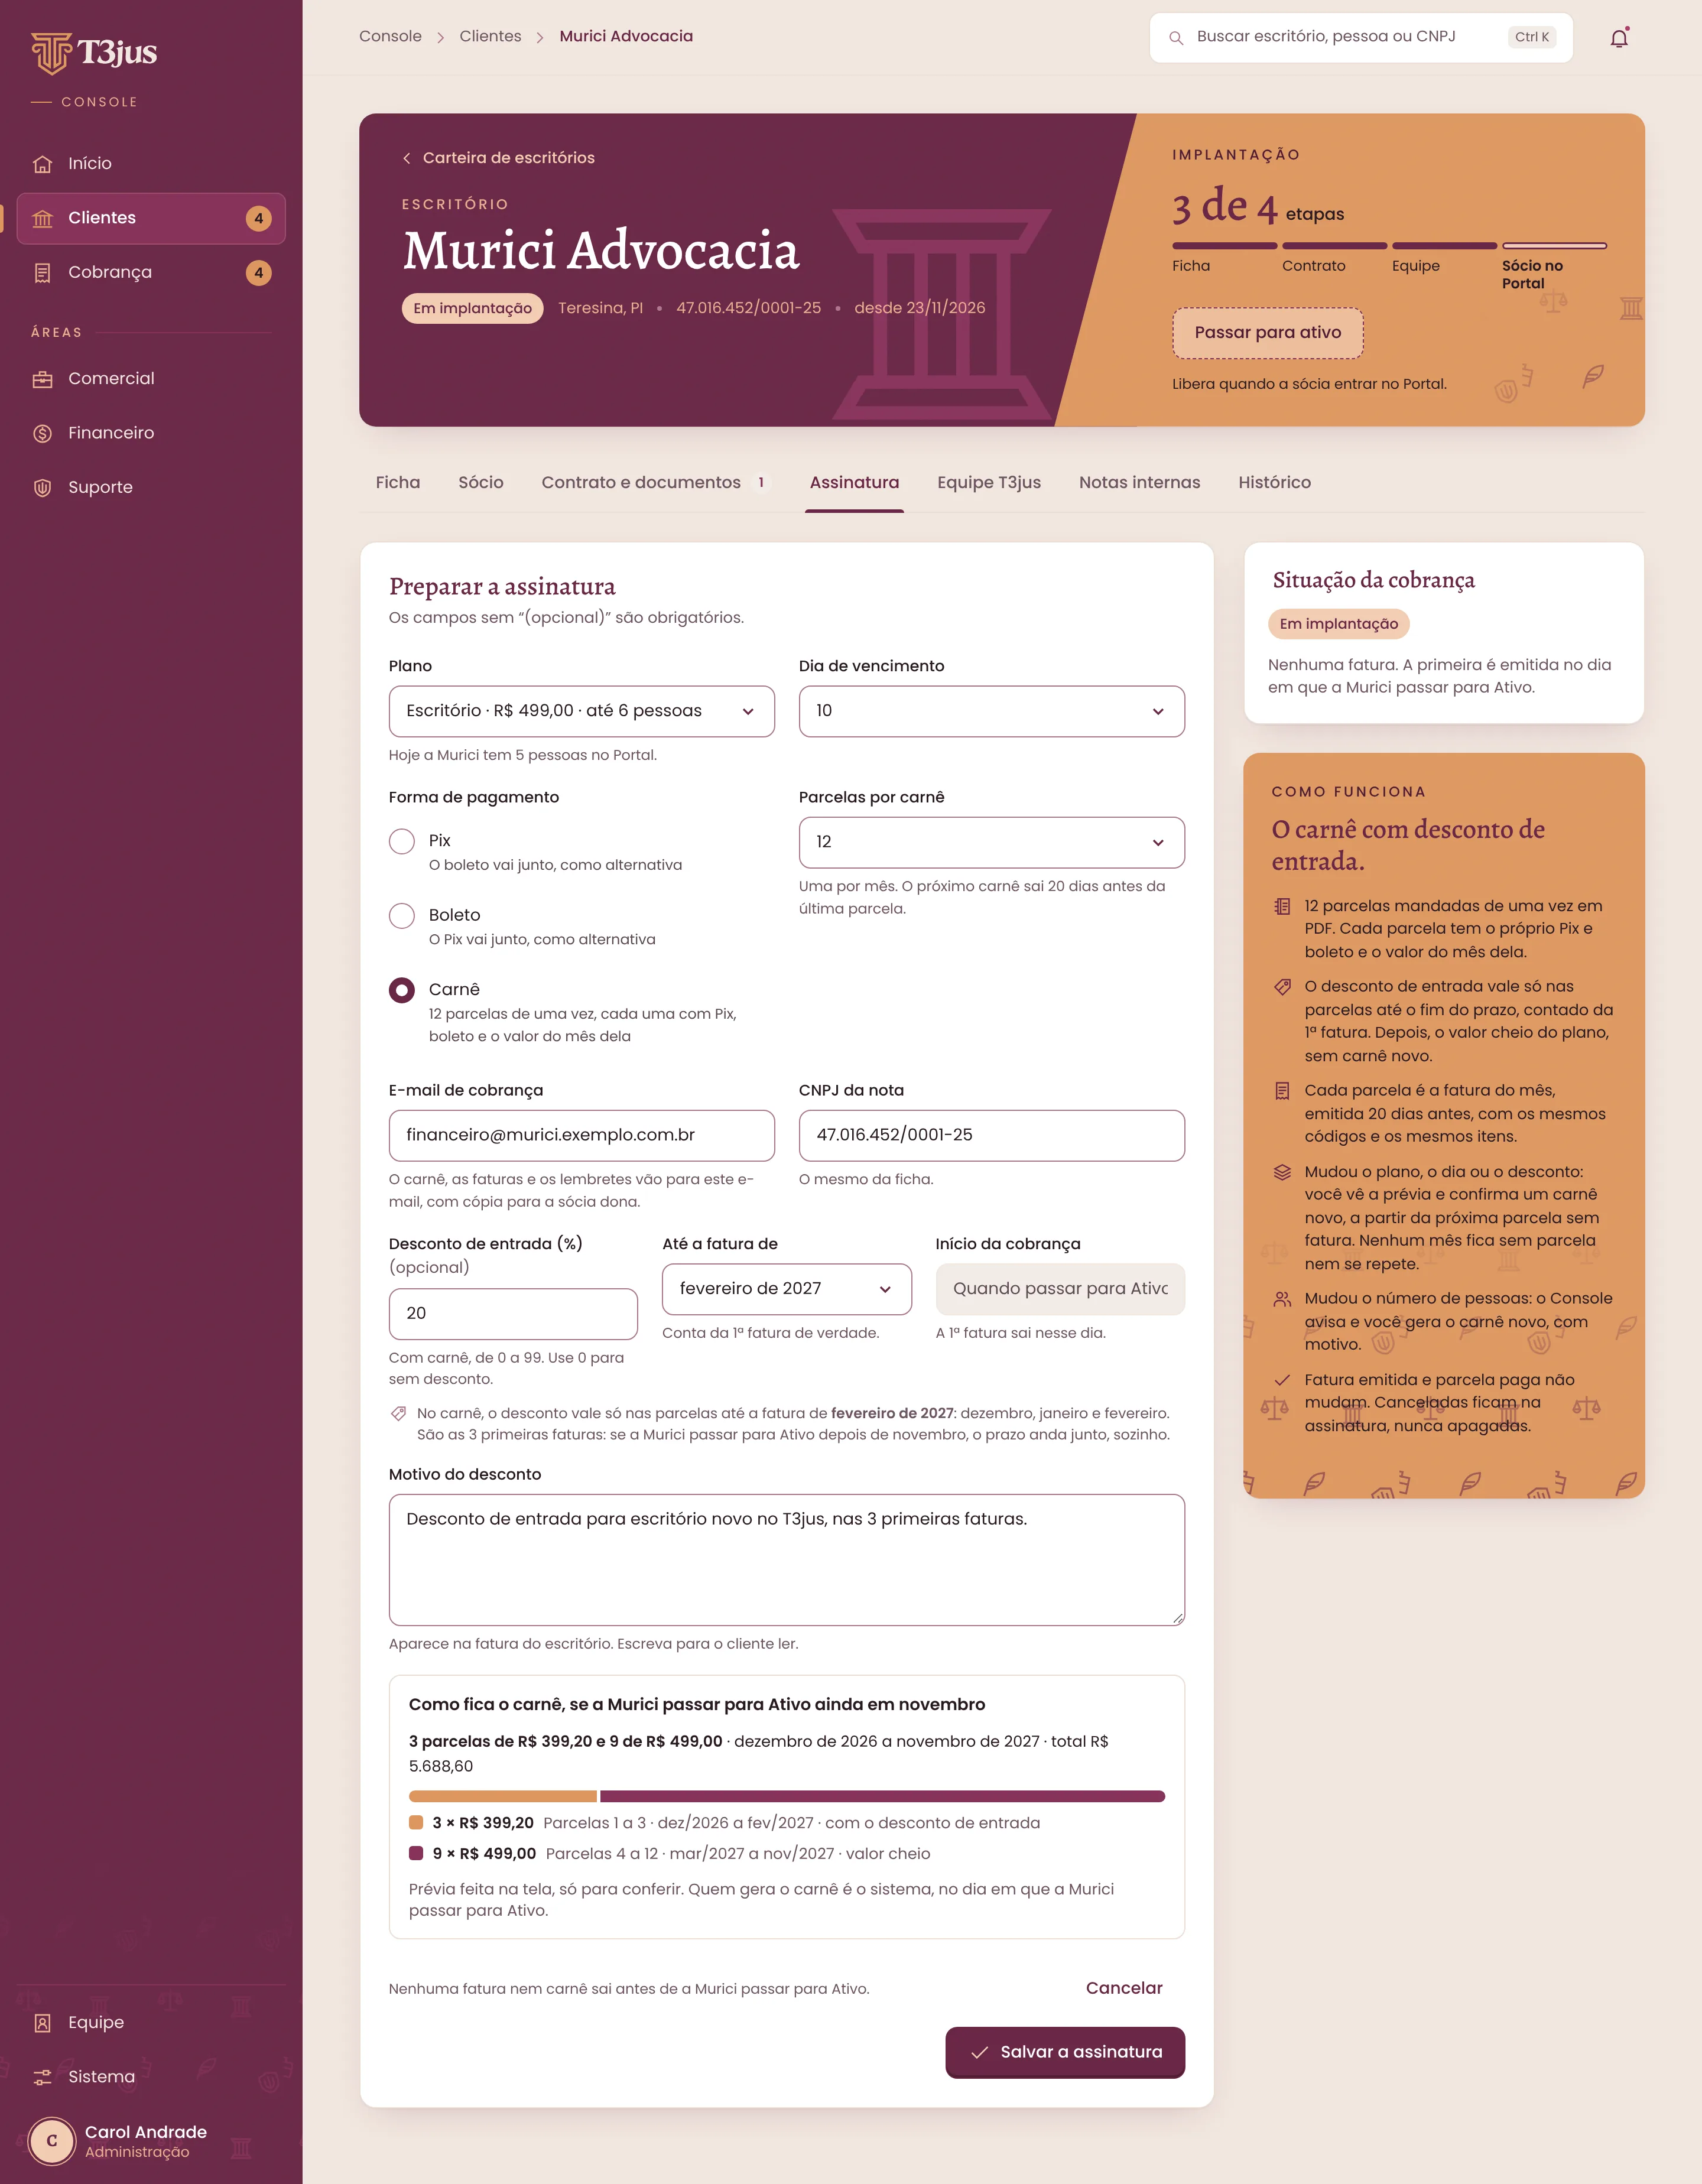 T3jus
CONSOLE
Início
Clientes 4
Cobrança 4
ÁREAS
Comercial
Financeiro
Suporte
Equipe
Sistema
C
Carol Andrade
Administração
Console
Clientes
Murici Advocacia
Buscar escritório, pessoa ou CNPJ
Ctrl K
Carteira de escritórios
ESCRITÓRIO
Murici Advocacia
Em implantação
Teresina, PI • 47.016.452/0001-25 • desde 23/11/2026
IMPLANTAÇÃO
3 de 4 etapas
Ficha
Contrato
Equipe
Sócio no
Portal
Passar para ativo
Libera quando a sócia entrar no Portal.
Ficha
Sócio
Contrato e documentos 1
Assinatura
Equipe T3jus
Notas internas
Histórico
Preparar a assinatura
Os campos sem “(opcional)” são obrigatórios.
Plano
Escritório · R$ 499,00 · até 6 pessoas
Hoje a Murici tem 5 pessoas no Portal.
Dia de vencimento
10
Forma de pagamento
Pix
O boleto vai junto, como alternativa
Boleto
O Pix vai junto, como alternativa
Carnê
12 parcelas de uma vez, cada uma com Pix,
boleto e o valor do mês dela
Parcelas por carnê
12
Uma por mês. O próximo carnê sai 20 dias antes da
última parcela.
E-mail de cobrança
financeiro@murici.exemplo.com.br
O carnê, as faturas e os lembretes vão para este e-
mail, com cópia para a sócia dona.
CNPJ da nota
47.016.452/0001-25
O mesmo da ficha.
Desconto de entrada (%)
(opcional)
20
Com carnê, de 0 a 99. Use 0 para
sem desconto.
Até a fatura de
fevereiro de 2027
Conta da 1ª fatura de verdade.
Início da cobrança
Quando passar para Ativo
A 1ª fatura sai nesse dia.
No carnê, o desconto vale só nas parcelas até a fatura de fevereiro de 2027: dezembro, janeiro e fevereiro.
São as 3 primeiras faturas: se a Murici passar para Ativo depois de novembro, o prazo anda junto, sozinho.
Motivo do desconto
Desconto de entrada para escritório novo no T3jus, nas 3 primeiras faturas.
Aparece na fatura do escritório. Escreva para o cliente ler.
Como fica o carnê, se a Murici passar para Ativo ainda em novembro
3 parcelas de R$ 399,20 e 9 de R$ 499,00 · dezembro de 2026 a novembro de 2027 · total R$
5.688,60
3 × R$ 399,20 Parcelas 1 a 3 · dez/2026 a fev/2027 · com o desconto de entrada
9 × R$ 499,00 Parcelas 4 a 12 · mar/2027 a nov/2027 · valor cheio
Prévia feita na tela, só para conferir. Quem gera o carnê é o sistema, no dia em que a Murici
passar para Ativo.
Nenhuma fatura nem carnê sai antes de a Murici passar para Ativo.
Cancelar
Salvar a assinatura
Situação da cobrança
Em implantação
Nenhuma fatura. A primeira é emitida no dia
em que a Murici passar para Ativo.
COMO FUNCIONA
O carnê com desconto de
entrada.
12 parcelas mandadas de uma vez em
PDF. Cada parcela tem o próprio Pix e
boleto e o valor do mês dela.
O desconto de entrada vale só nas
parcelas até o fim do prazo, contado da
1ª fatura. Depois, o valor cheio do plano,
sem carnê novo.
Cada parcela é a fatura do mês,
emitida 20 dias antes, com os mesmos
códigos e os mesmos itens.
Mudou o plano, o dia ou o desconto:
você vê a prévia e confirma um carnê
novo, a partir da próxima parcela sem
fatura. Nenhum mês fica sem parcela
nem se repete.
Mudou o número de pessoas: o Console
avisa e você gera o carnê novo, com
motivo.
Fatura emitida e parcela paga não
mudam. Canceladas ficam na
assinatura, nunca apagadas.